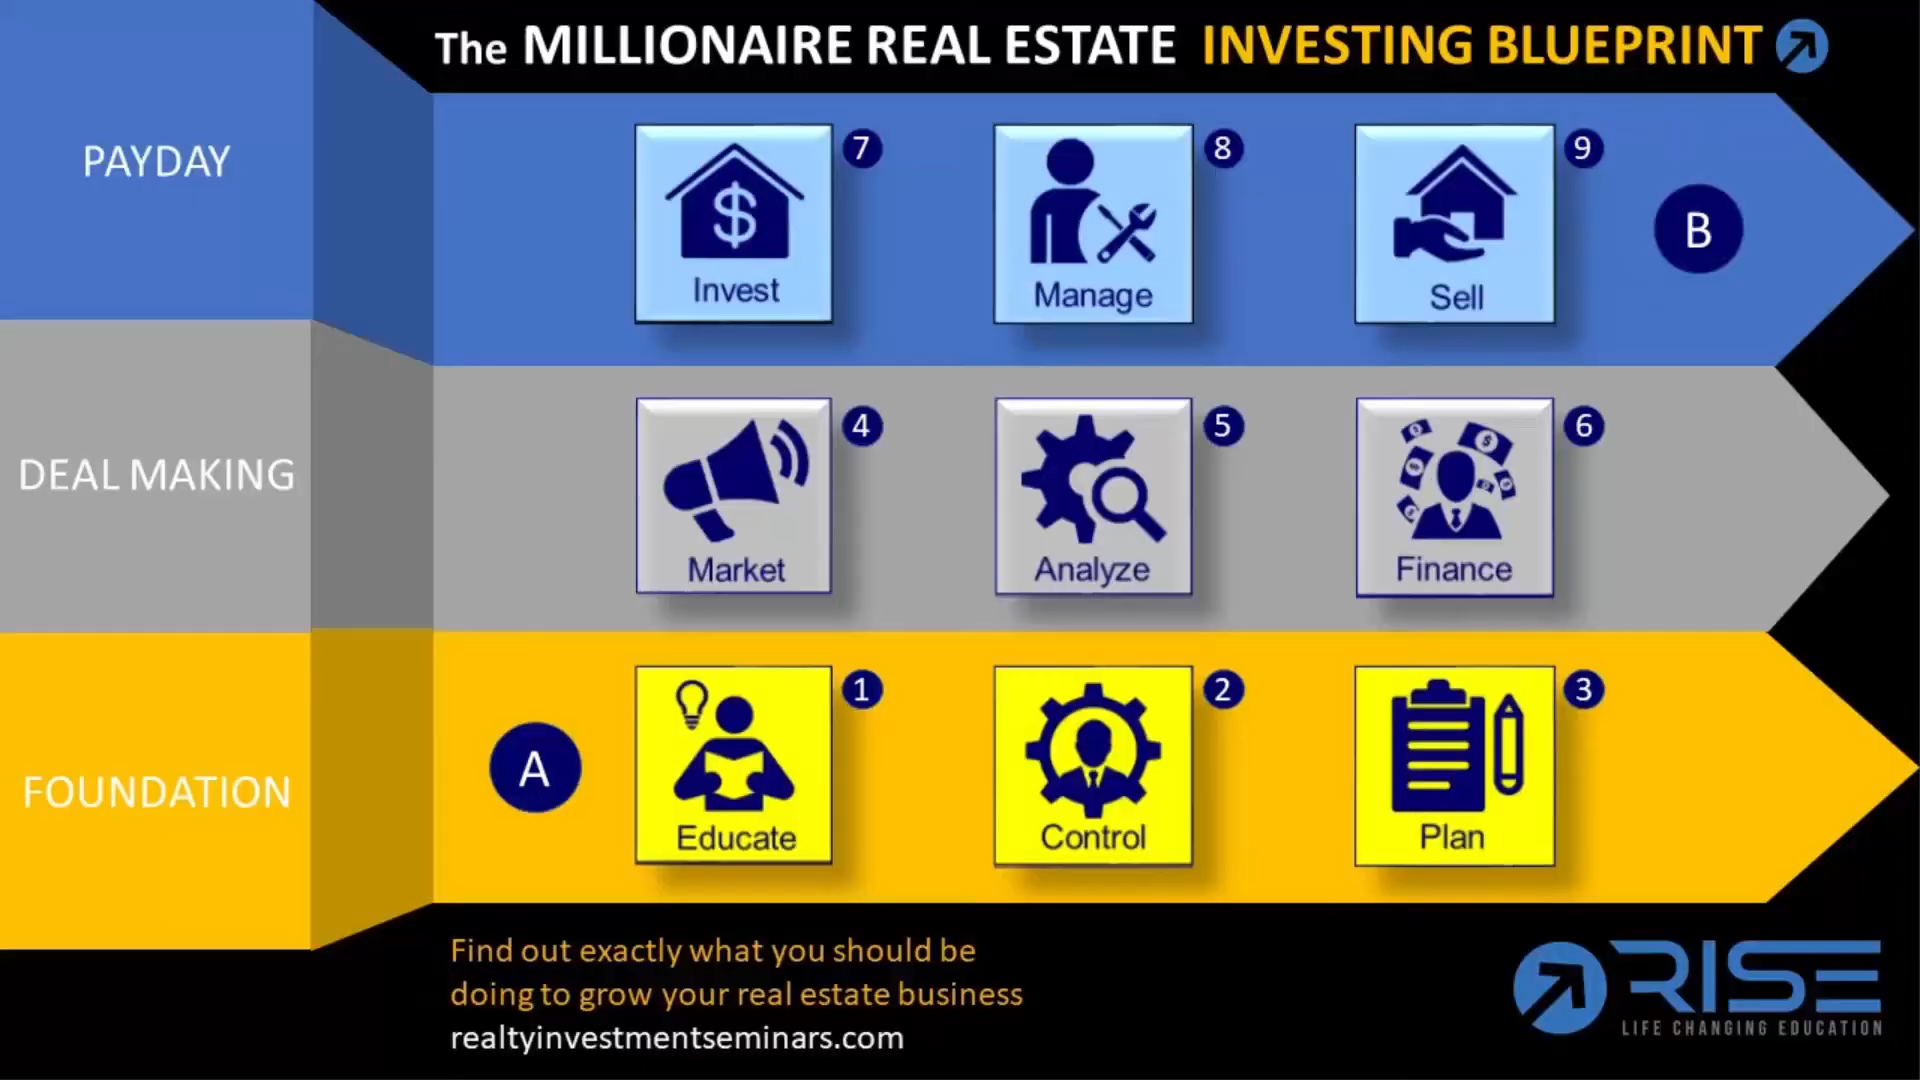 The MILLIONAIRE REAL ESTATE INVESTING BLUEPRINT
PAYDAY
7
8
9
$
Invest
Manage
Sell
B
DEAL MAKING
4
5
6
Market
Analyze
Finance
FOUNDATION
A
1
2
3
Educate
Control
Plan
Find out exactly what you should be
doing to grow your real estate business
realtyinvestmentseminars.com
RISE
LIFE CHANGING EDUCATION